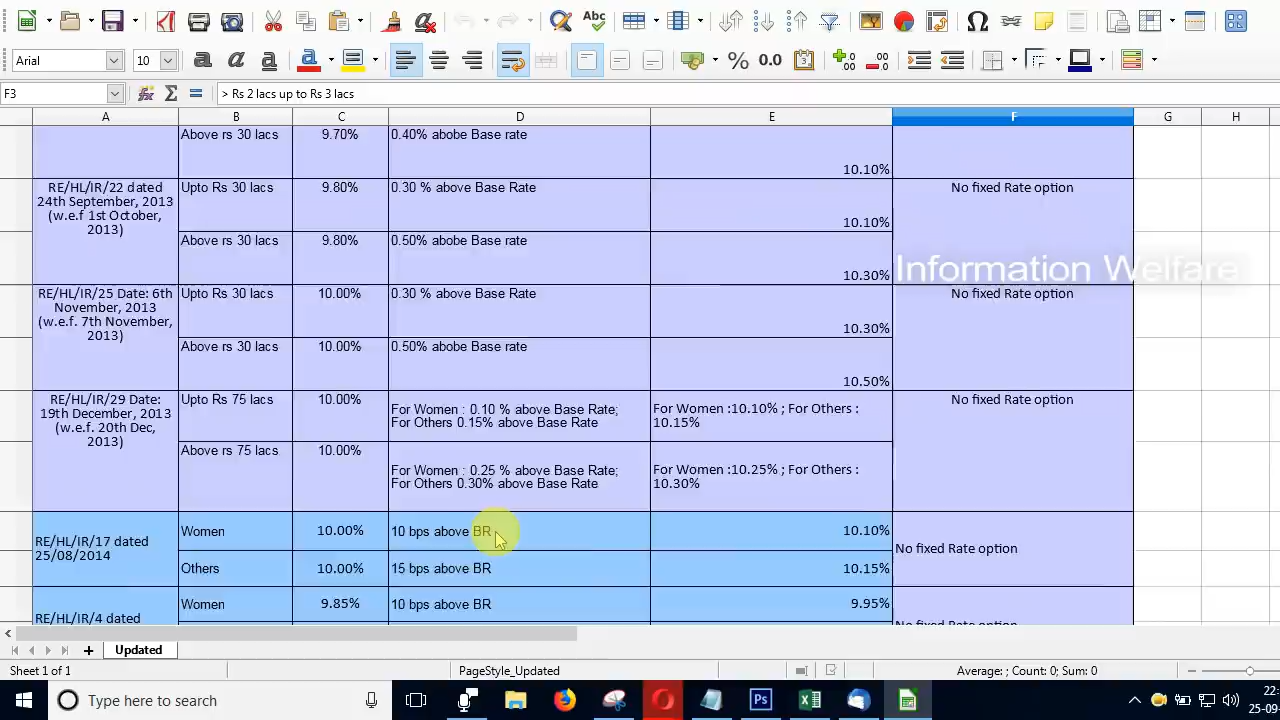 Arial
10
F3
> Rs 2 lacs up to Rs 3 lacs
A B C D E F G H
Above rs 30 lacs 9.70% 0.40% abobe Base rate 10.10%
RE/HL/IR/22 dated
24th September, 2013
(w.e.f 1st October,
2013)
Upto Rs 30 lacs 9.80% 0.30 % above Base Rate 10.10%
No fixed Rate option
Above rs 30 lacs 9.80% 0.50% abobe Base rate 10.30%
Information Welfare
RE/HL/IR/25 Date: 6th
November, 2013
(w.e.f. 7th November,
2013)
Upto Rs 30 lacs 10.00% 0.30 % above Base Rate 10.30%
No fixed Rate option
Above rs 30 lacs 10.00% 0.50% abobe Base rate 10.50%
RE/HL/IR/29 Date:
19th December, 2013
(w.e.f. 20th Dec,
2013)
Upto Rs 75 lacs 10.00%
For Women : 0.10 % above Base Rate;
For Others 0.15% above Base Rate
For Women :10.10% ; For Others :
10.15%
No fixed Rate option
Above rs 75 lacs 10.00%
For Women : 0.25 % above Base Rate;
For Others 0.30% above Base Rate
For Women :10.25% ; For Others :
10.30%
RE/HL/IR/17 dated
25/08/2014
Women 10.00% 10 bps above BR 10.10%
No fixed Rate option
Others 10.00% 15 bps above BR 10.15%
RE/HL/IR/4 dated
Women 9.85% 10 bps above BR 9.95%
No fixed Rate option
Updated
Sheet 1 of 1
PageStyle_Updated
Average: ; Count: 0; Sum: 0
Type here to search
22
25-09